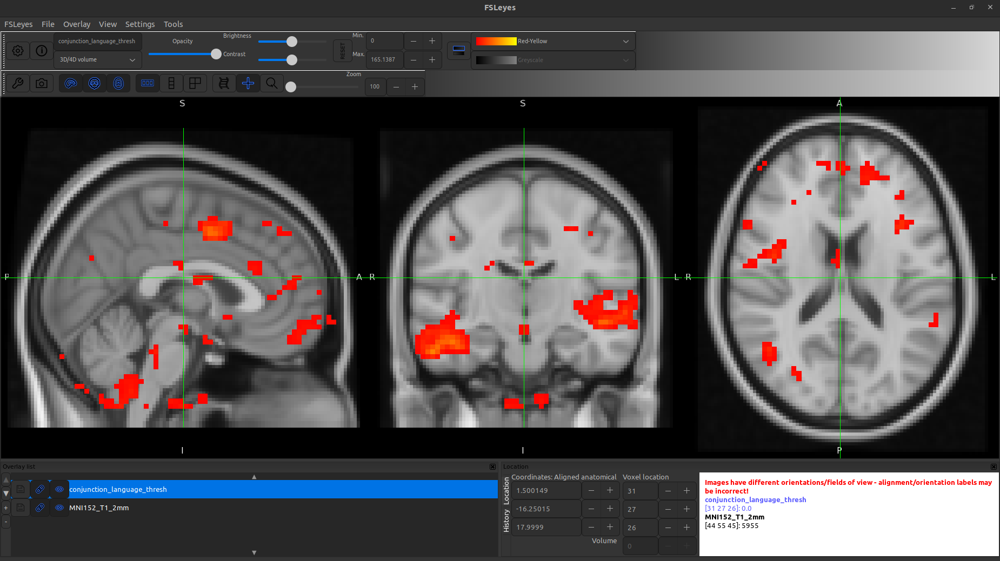 FSLeyes
FSLeyes File Overlay View Settings Tools
conjunction_language_thresh
3D/4D volume
Opacity
Brightness
Contrast
RESET
Min. 0
Max. 165.1387
Red-Yellow
Greyscale
Zoom
100
S
S
A
P
A
R
L
R
L
I
I
P
Overlay list
conjunction_language_thresh
MNI152_T1_2mm
Location
Location
History
Coordinates: Aligned anatomical
Voxel location
1.500149
31
-16.25015
27
17.9999
26
Volume
0
Images have different orientations/fields of view - alignment/orientation labels may
be incorrect!
conjunction_language_thresh
[31 27 26]: 0.0
MNI152_T1_2mm
[44 55 45]: 5955